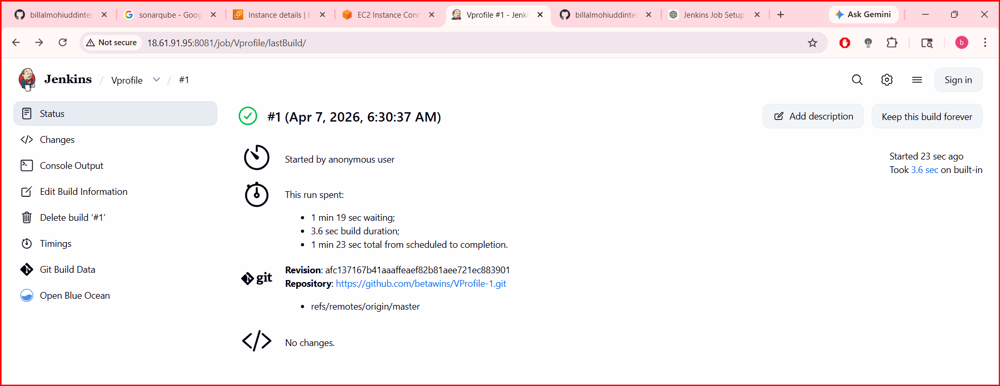 billalmohiuddintec
sonarqube - Goog
Instance details | E
EC2 Instance Conn
Vprofile #1 - Jenki
billalmohiuddintec
Jenkins Job Setup
Ask Gemini
Not secure
18.61.91.95:8081/job/Vprofile/lastBuild/
b
Jenkins / Vprofile / #1
Sign in
Status
Changes
Console Output
Edit Build Information
Delete build ‘#1’
Timings
Git Build Data
Open Blue Ocean
#1 (Apr 7, 2026, 6:30:37 AM)
Add description
Keep this build forever
Started by anonymous user
Started 23 sec ago
Took 3.6 sec on built-in
This run spent:
• 1 min 19 sec waiting;
• 3.6 sec build duration;
• 1 min 23 sec total from scheduled to completion.
git
Revision: afc137167b41aaaffeaef82b81aee721ec883901
Repository: https://github.com/betawins/VProfile-1.git
• refs/remotes/origin/master
No changes.